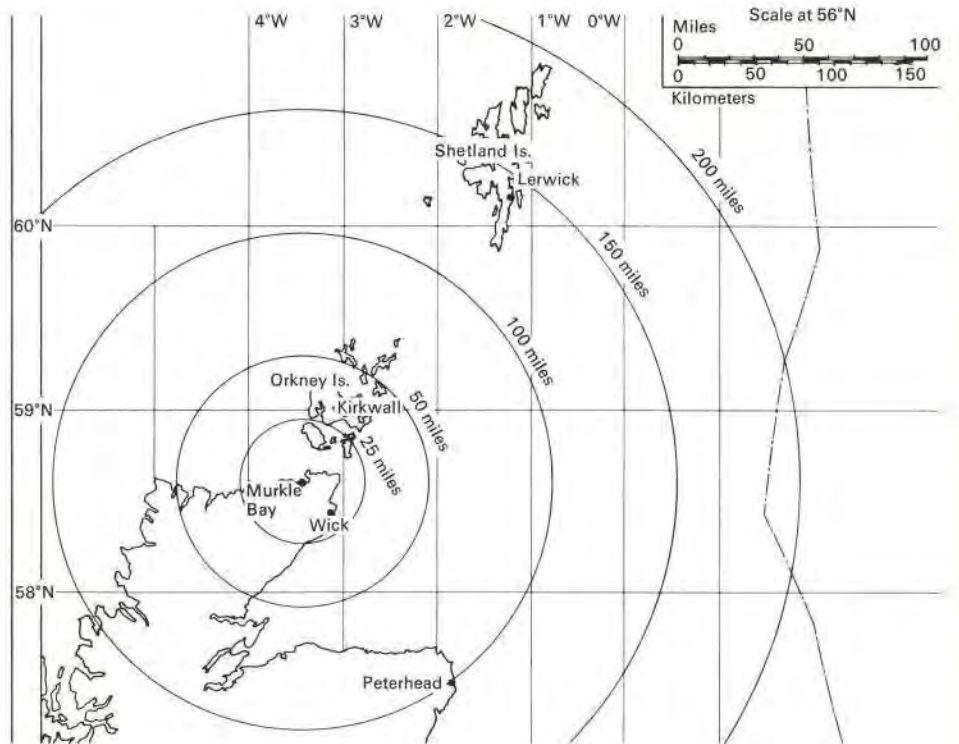 4°W 3°W 2°W 1°W 0°W
Scale at 56°N
Miles
0 50 100
0 50 100 150
Kilometers
Shetland Is.
Lerwick
200 miles
60°N
150 miles
100 miles
Orkney Is.
59°N
Kirkwall
50 miles
25 miles
Murkle
Bay
Wick
58°N
Peterhead